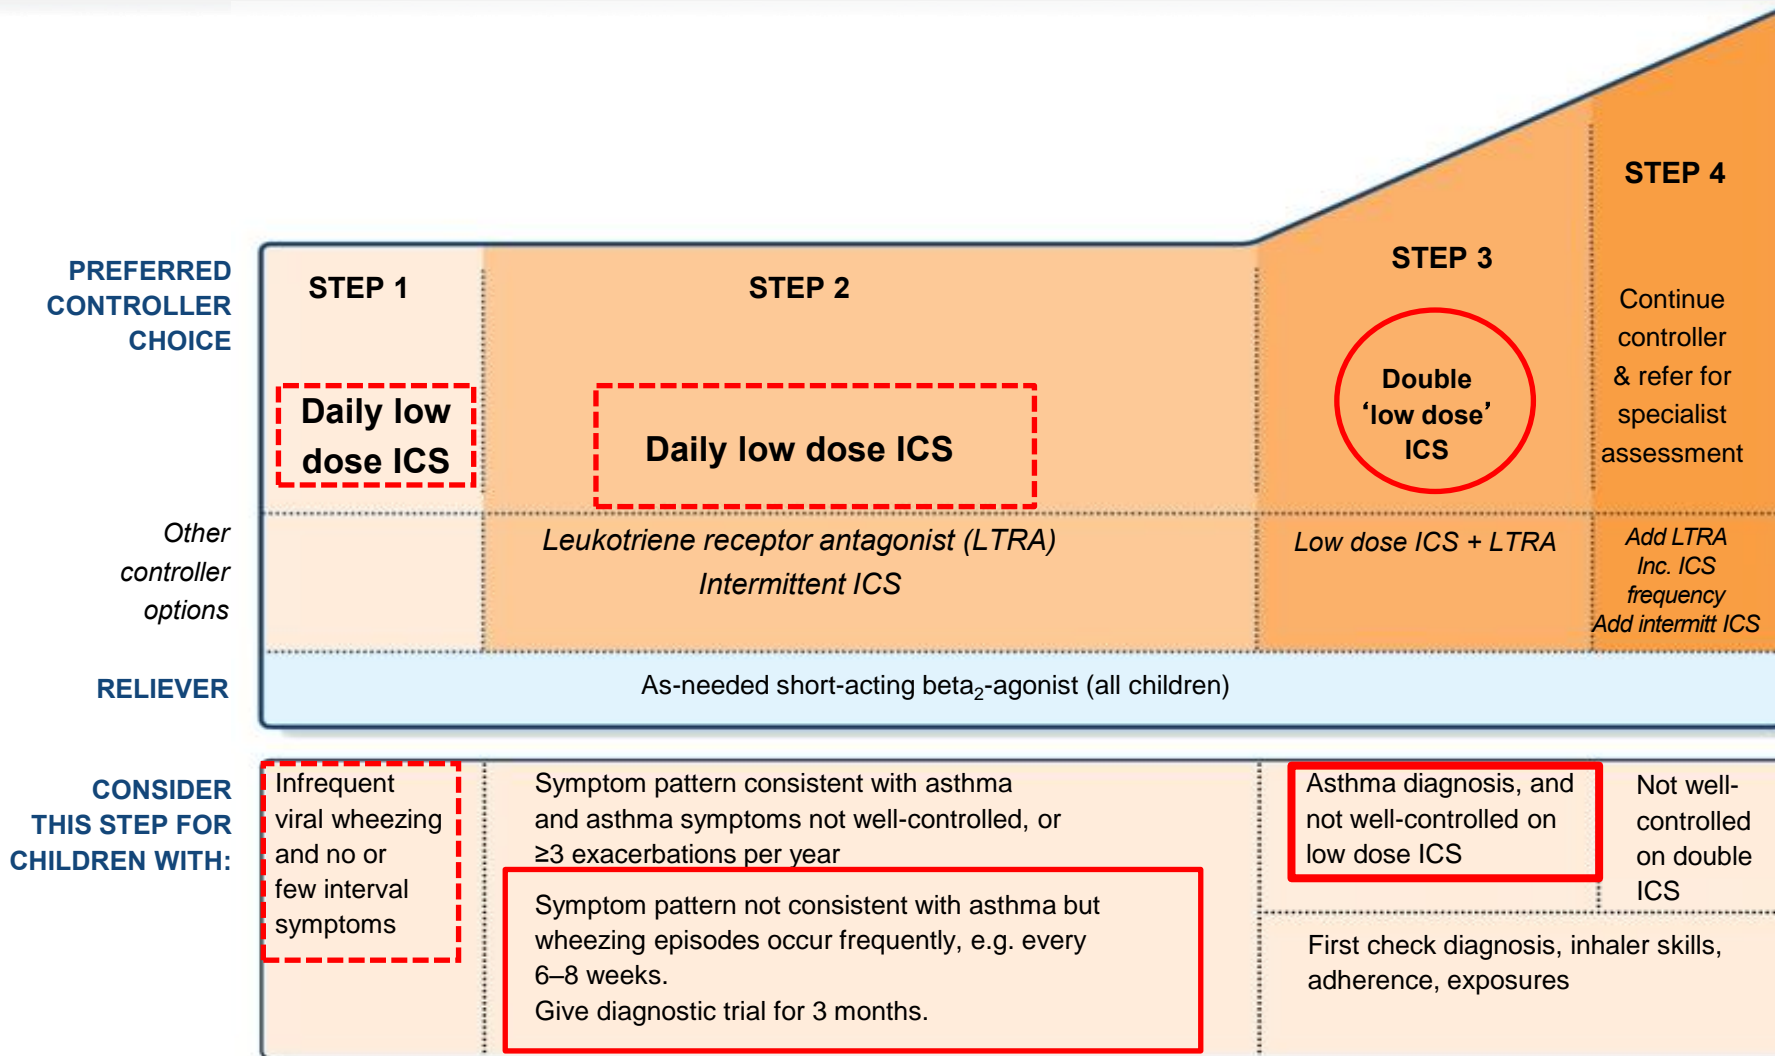 STEP 4
STEP 3
PREFERRED
CONTROLLER
CHOICE
STEP 1
STEP 2
Daily low
dose ICS
Daily low dose ICS
Double
‘low dose’
ICS
Continue
controller
& refer for
specialist
assessment
Other
controller
options
Leukotriene receptor antagonist (LTRA)
Intermittent ICS
Low dose ICS + LTRA
Add LTRA
Inc. ICS
frequency
Add intermitt ICS
RELIEVER
As-needed short-acting beta₂-agonist (all children)
CONSIDER
THIS STEP FOR
CHILDREN WITH:
Infrequent
viral wheezing
and no or
few interval
symptoms
Symptom pattern consistent with asthma
and asthma symptoms not well-controlled, or
≥3 exacerbations per year
Symptom pattern not consistent with asthma but
wheezing episodes occur frequently, e.g. every
6–8 weeks.
Give diagnostic trial for 3 months.
Asthma diagnosis, and
not well-controlled on
low dose ICS
Not well-
controlled
on double
ICS
First check diagnosis, inhaler skills,
adherence, exposures